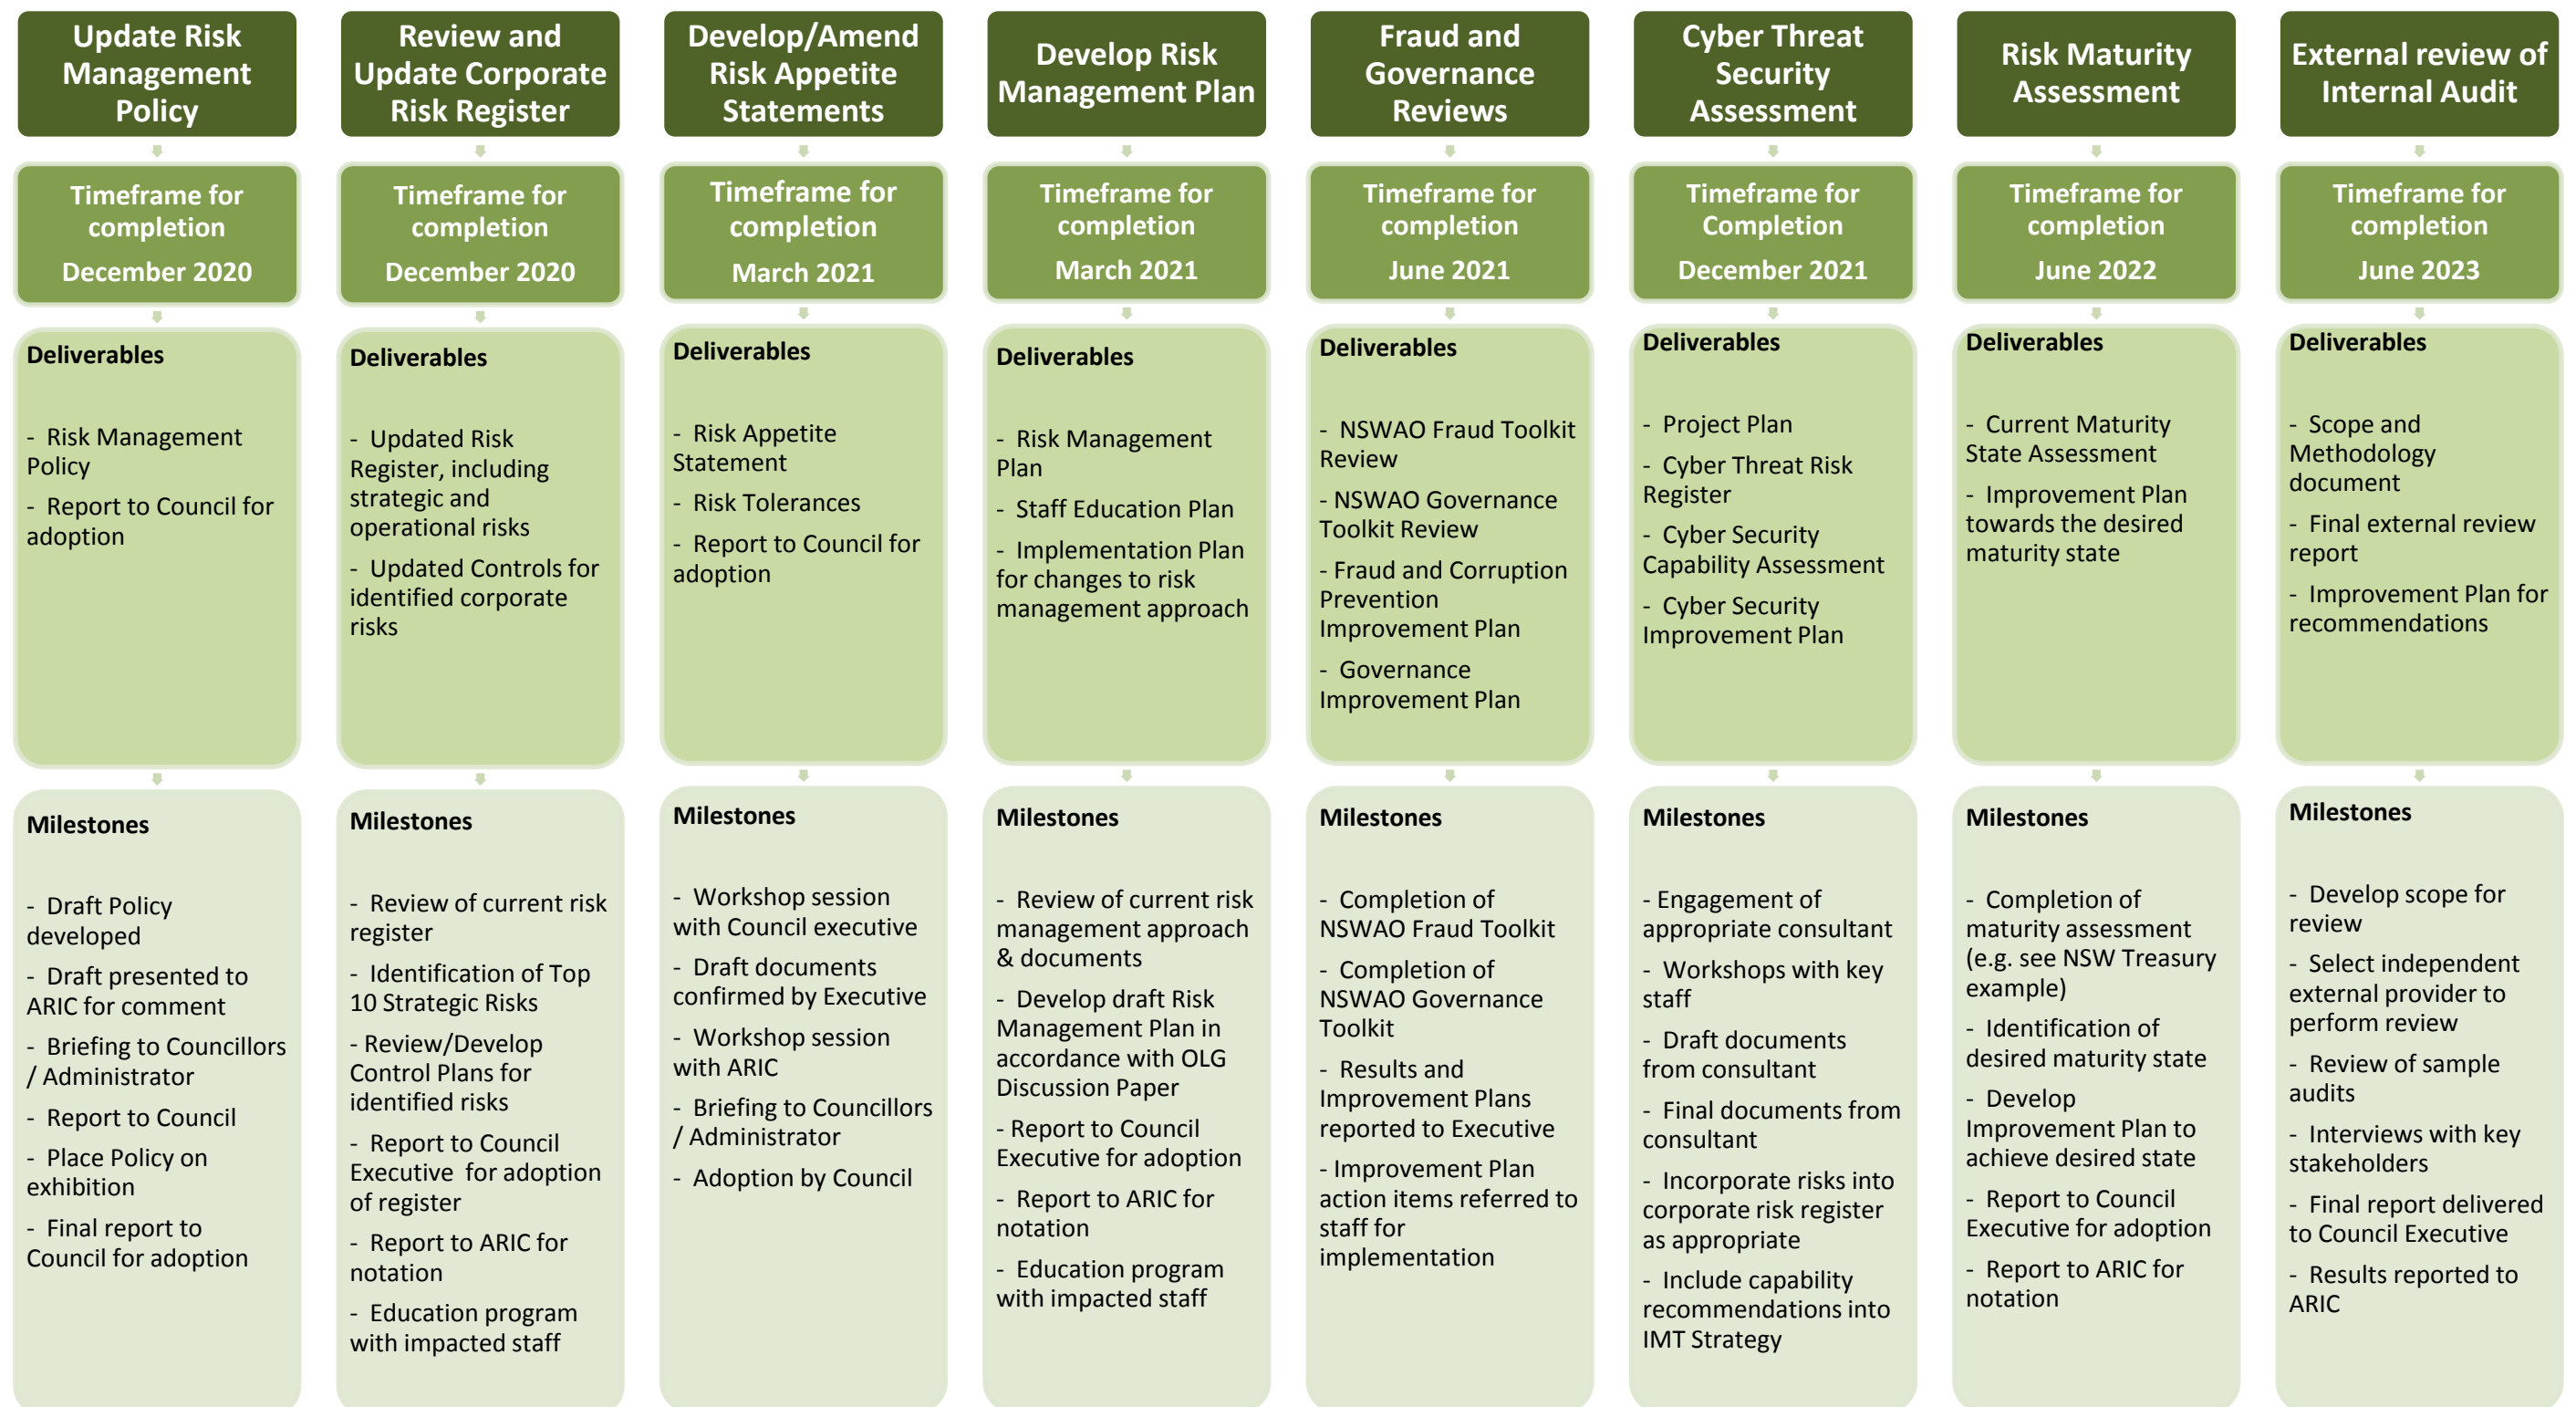 Update Risk
Management
Policy
Timeframe for
completion
December 2020
Deliverables
- Risk Management
Policy
- Report to Council for
adoption
Milestones
- Draft Policy
developed
- Draft presented to
ARIC for comment
- Briefing to Councillors
/ Administrator
- Report to Council
- Place Policy on
exhibition
- Final report to
Council for adoption
Review and
Update Corporate
Risk Register
Timeframe for
completion
December 2020
Deliverables
- Updated Risk
Register, including
strategic and
operational risks
- Updated Controls for
identified corporate
risks
Milestones
- Review of current risk
register
- Identification of Top
10 Strategic Risks
- Review/Develop
Control Plans for
identified risks
- Report to Council
Executive for adoption
of register
- Report to ARIC for
notation
- Education program
with impacted staff
Develop/Amend
Risk Appetite
Statements
Timeframe for
completion
March 2021
Deliverables
- Risk Appetite
Statement
- Risk Tolerances
- Report to Council for
adoption
Milestones
- Workshop session
with Council executive
- Draft documents
confirmed by Executive
- Workshop session
with ARIC
- Briefing to Councillors
/ Administrator
- Adoption by Council
Develop Risk
Management Plan
Timeframe for
completion
March 2021
Deliverables
- Risk Management
Plan
- Staff Education Plan
- Implementation Plan
for changes to risk
management approach
Milestones
- Review of current risk
management approach
& documents
- Develop draft Risk
Management Plan in
accordance with OLG
Discussion Paper
- Report to Council
Executive for adoption
- Report to ARIC for
notation
- Education program
with impacted staff
Fraud and
Governance
Reviews
Timeframe for
completion
June 2021
Deliverables
- NSWAO Fraud Toolkit
Review
- NSWAO Governance
Toolkit Review
- Fraud and Corruption
Prevention
Improvement Plan
- Governance
Improvement Plan
Milestones
- Completion of
NSWAO Fraud Toolkit
- Completion of
NSWAO Governance
Toolkit
- Results and
Improvement Plans
reported to Executive
- Improvement Plan
action items referred to
staff for
implementation
Cyber Threat
Security
Assessment
Timeframe for
Completion
December 2021
Deliverables
- Project Plan
- Cyber Threat Risk
Register
- Cyber Security
Capability Assessment
- Cyber Security
Improvement Plan
Milestones
- Engagement of
appropriate consultant
- Workshops with key
staff
- Draft documents
from consultant
- Final documents from
consultant
- Incorporate risks into
corporate risk register
as appropriate
- Include capability
recommendations into
IMT Strategy
Risk Maturity
Assessment
Timeframe for
completion
June 2022
Deliverables
- Current Maturity
State Assessment
- Improvement Plan
towards the desired
maturity state
Milestones
- Completion of
maturity assessment
(e.g. see NSW Treasury
example)
- Identification of
desired maturity state
- Develop
Improvement Plan to
achieve desired state
- Report to Council
Executive for adoption
- Report to ARIC for
notation
External review of
Internal Audit
Timeframe for
completion
June 2023
Deliverables
- Scope and
Methodology
document
- Final external review
report
- Improvement Plan for
recommendations
Milestones
- Develop scope for
review
- Select independent
external provider to
perform review
- Review of sample
audits
- Interviews with key
stakeholders
- Final report delivered
to Council Executive
- Results reported to
ARIC